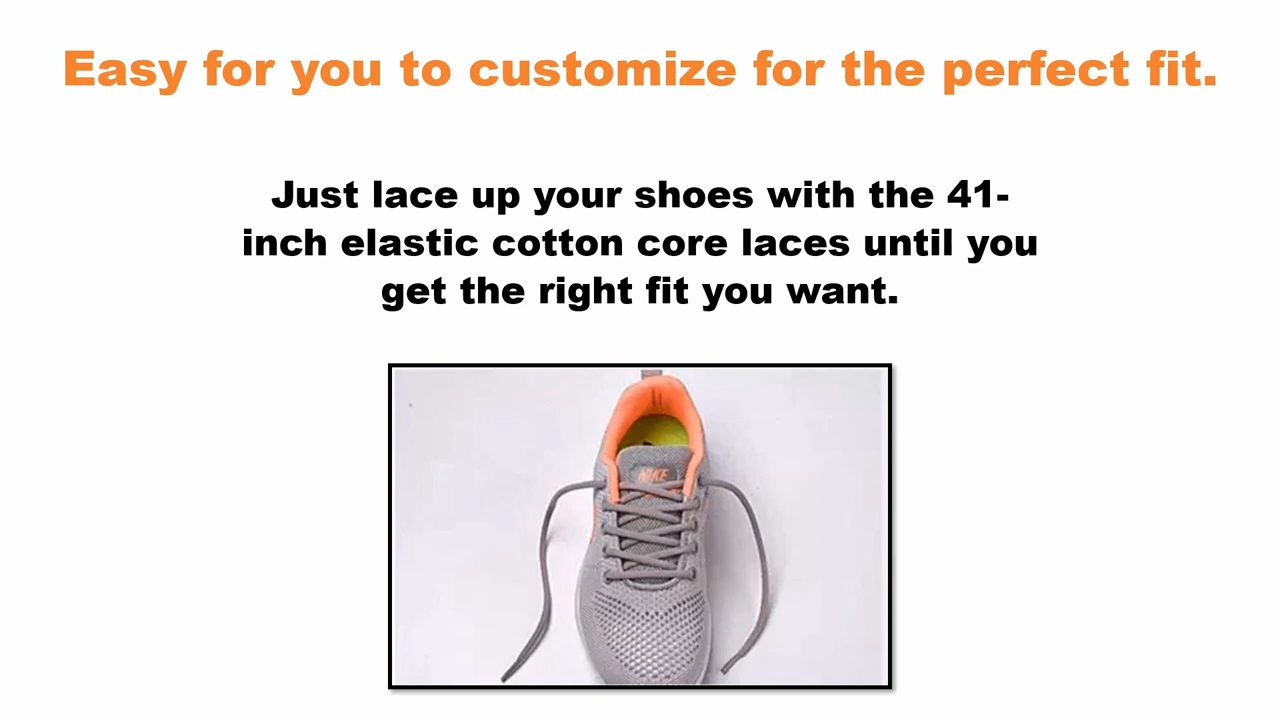 Easy for you to customize for the perfect fit.
Just lace up your shoes with the 41-
inch elastic cotton core laces until you
get the right fit you want.
NIKE